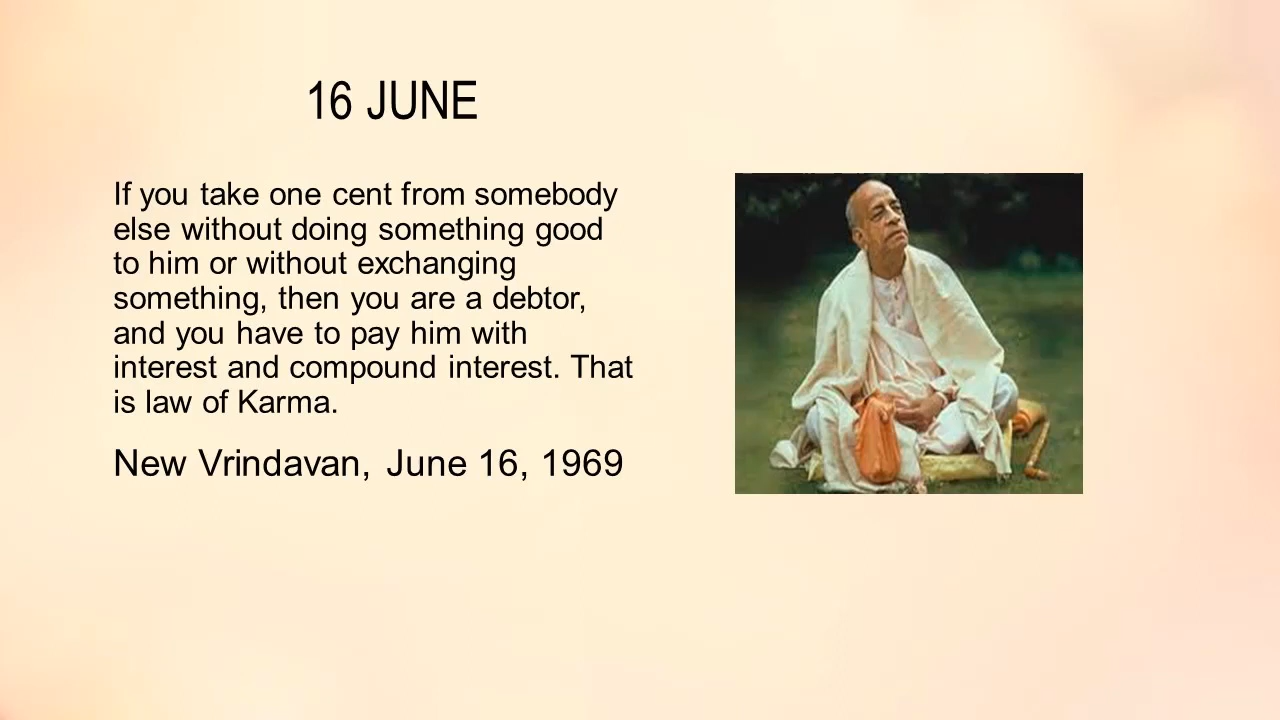 16 JUNE
If you take one cent from somebody
else without doing something good
to him or without exchanging
something, then you are a debtor,
and you have to pay him with
interest and compound interest. That
is law of Karma.
New Vrindavan, June 16, 1969